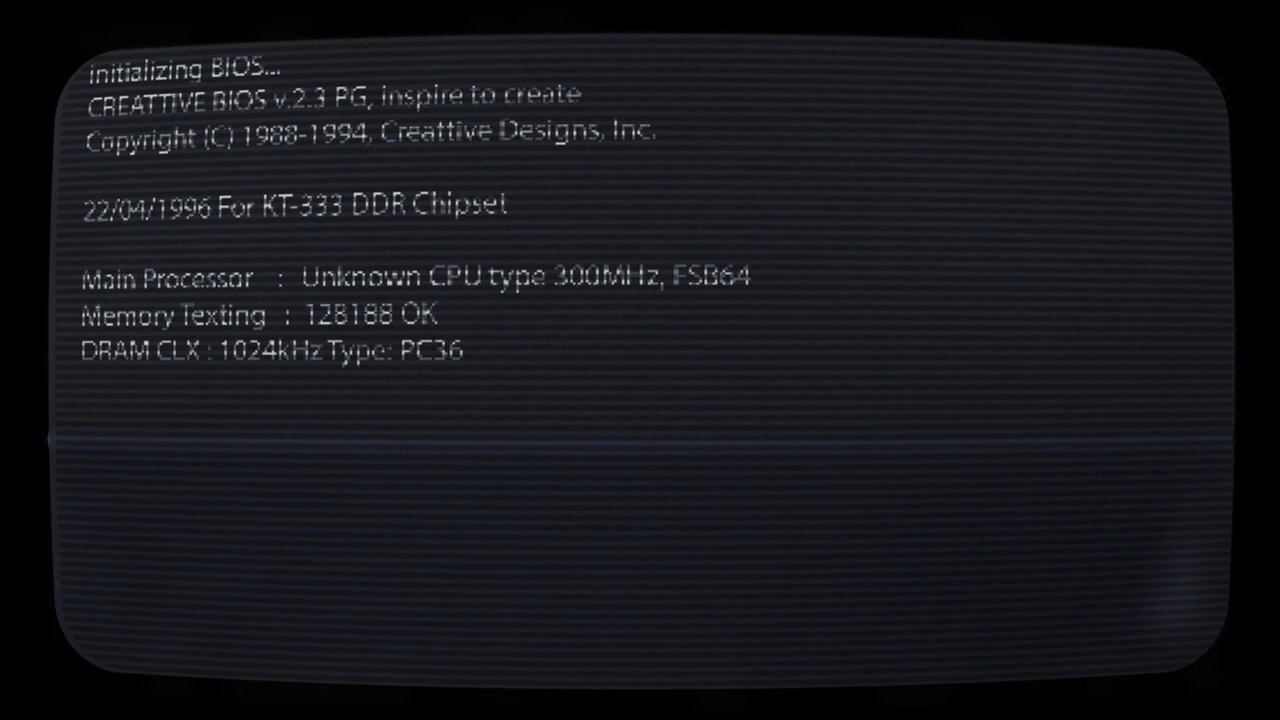 initializing BIOS...
CREATTIVE BIOS v.2.3 PG, inspire to create
Copyright (C) 1988-1994, Creattive Designs, Inc.
22/04/1996 For KT-333 DDR Chipset
Main Processor : Unknown CPU type 300MHz, FSB64
Memory Texting : 128188 OK
DRAM CLX : 1024kHz Type: PC36